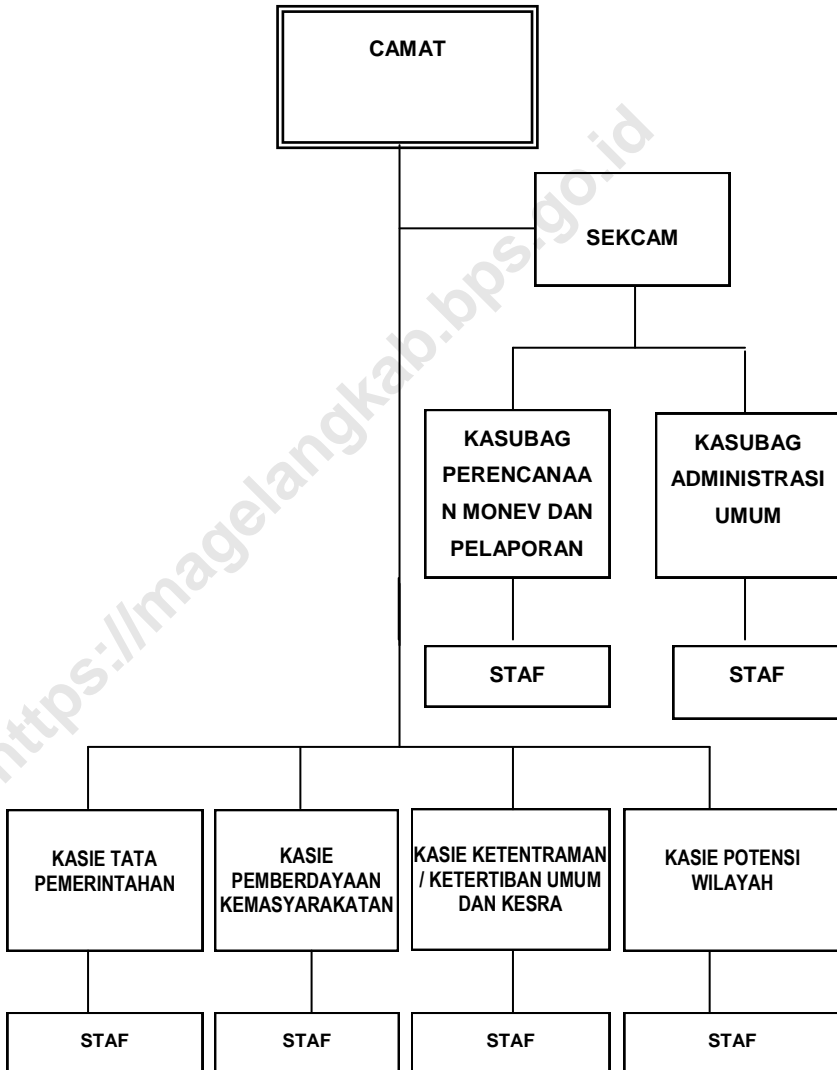 CAMAT
SEKCAM
KASUBAG
PERENCANAA
N MONEV DAN
PELAPORAN
KASUBAG
ADMINISTRASI
UMUM
STAF
STAF
KASIE TATA
PEMERINTAHAN
KASIE
PEMBERDAYAAN
KEMASYARAKATAN
KASIE KETENTRAMAN
/ KETERTIBAN UMUM
DAN KESRA
KASIE POTENSI
WILAYAH
STAF
STAF
STAF
STAF
https://magelangkab.bps.go.id